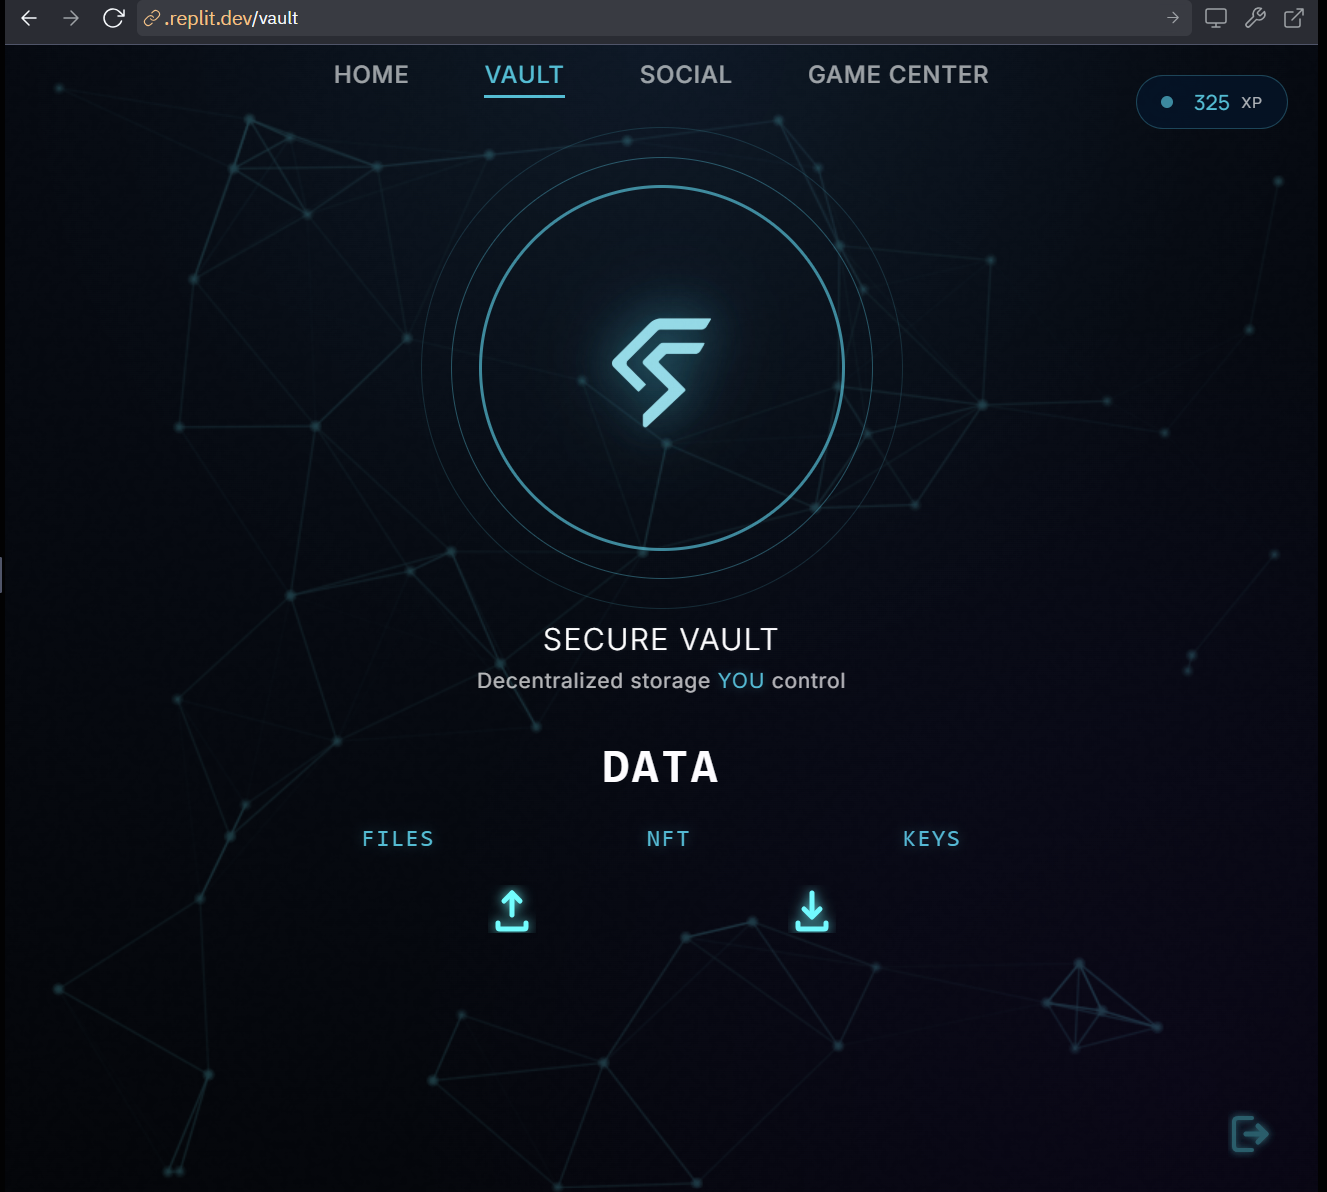 .replit.dev/vault
HOME VAULT SOCIAL GAME CENTER
325 XP
SECURE VAULT
Decentralized storage YOU control
DATA
FILES NFT KEYS